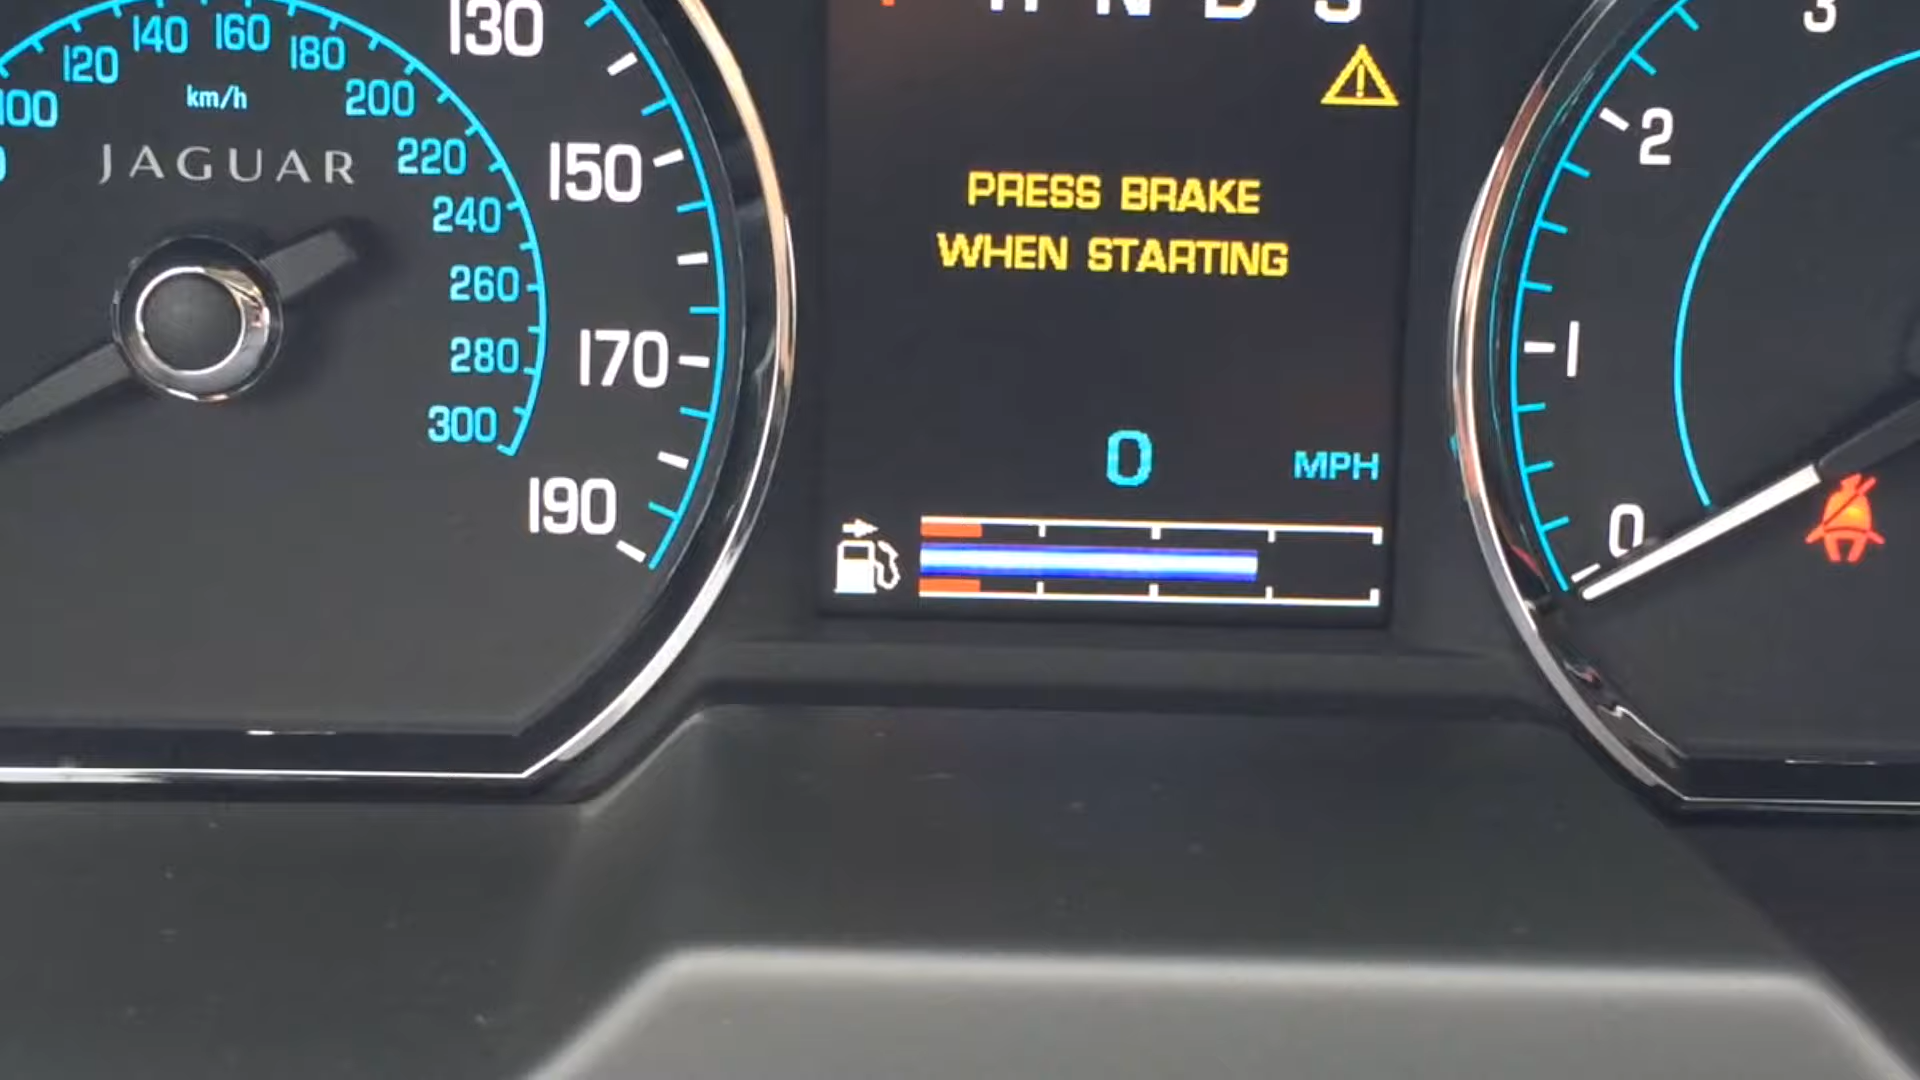 130
140 160
120 180
100 km/h 200
JAGUAR 220 150
240
260
280 170
300
190
N D S
PRESS BRAKE
WHEN STARTING
0 MPH
3
2
1
0